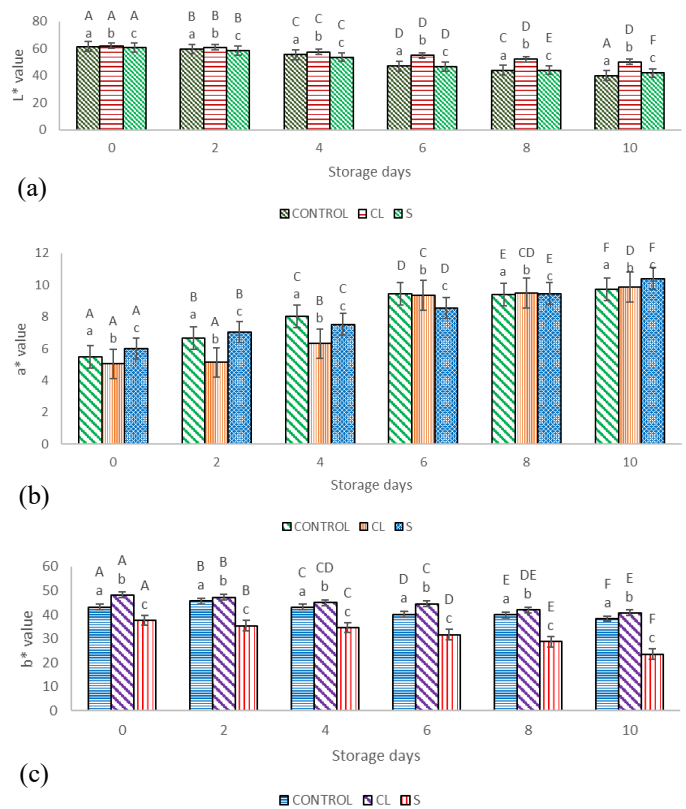 A A A B B B C C C D D D C D E A D F
a b c a b c a b c a b c a b c a b c
80
60
40
20
0
L* value
0 2 4 6 8 10
Storage days
(a)
CONTROL CL S
A A A B A B C B C D C D E CD E F D F
a b c a b c a b c a b c a b c a b c
12
10
8
6
4
2
0
a* value
0 2 4 6 8 10
Storage days
(b)
CONTROL CL S
A A A B B B C CD C D C D E DE E F E F
a b c a b c a b c a b c a b c a b c
60
50
40
30
20
10
0
b* value
0 2 4 6 8 10
Storage days
(c)
CONTROL CL S